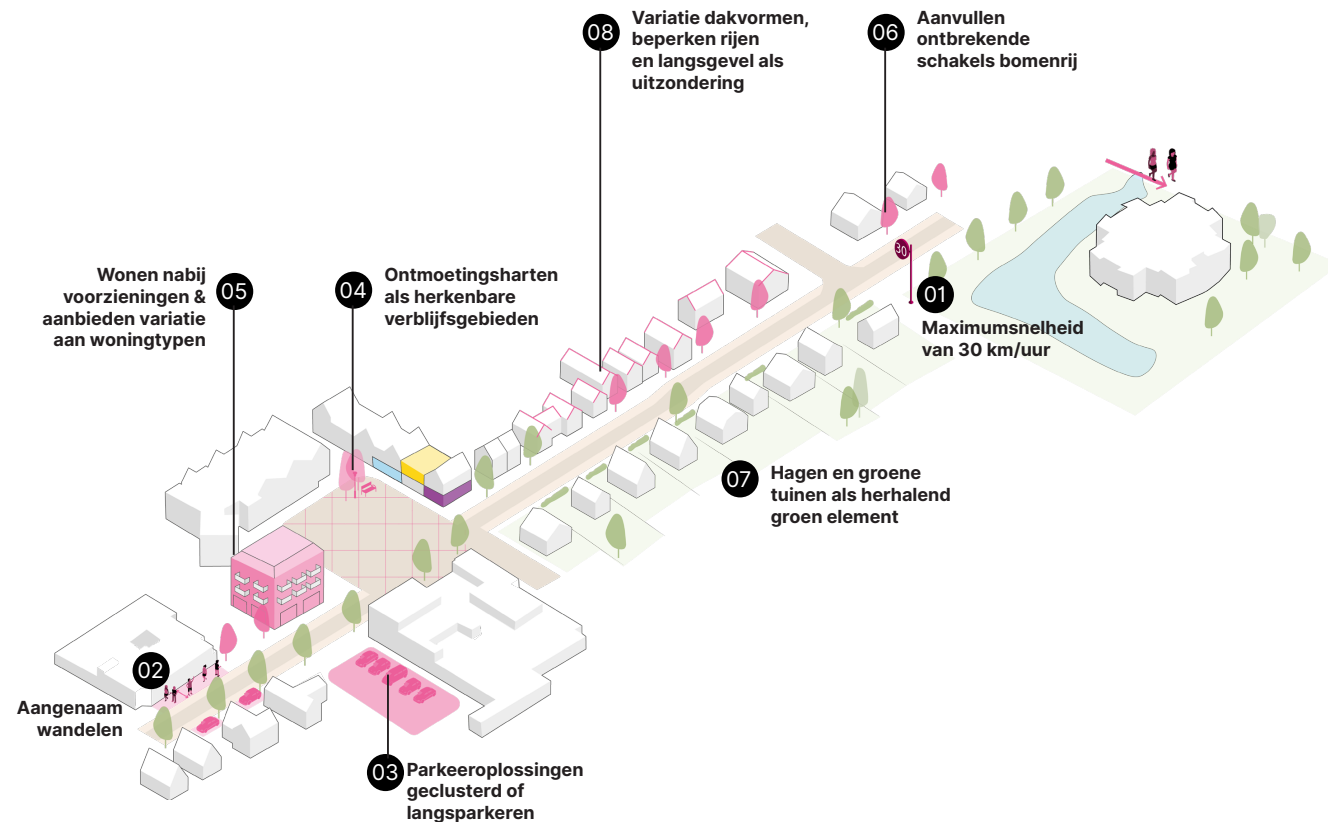 08
Variatie dakvormen,
beperken rijen
en langsgevel als
uitzondering
06
Aanvullen
ontbrekende
schakels bomenrij
Wonen nabij
voorzieningen &
aanbieden variatie
aan woningtypen
05
04
Ontmoetingsharten
als herkenbare
verblijfsgebieden
30
01
Maximumsnelheid
van 30 km/uur
07
Hagen en groene
tuinen als herhalend
groen element
02
Aangenaam
wandelen
03
Parkeeroplossingen
geclusterd of
langsparkeren